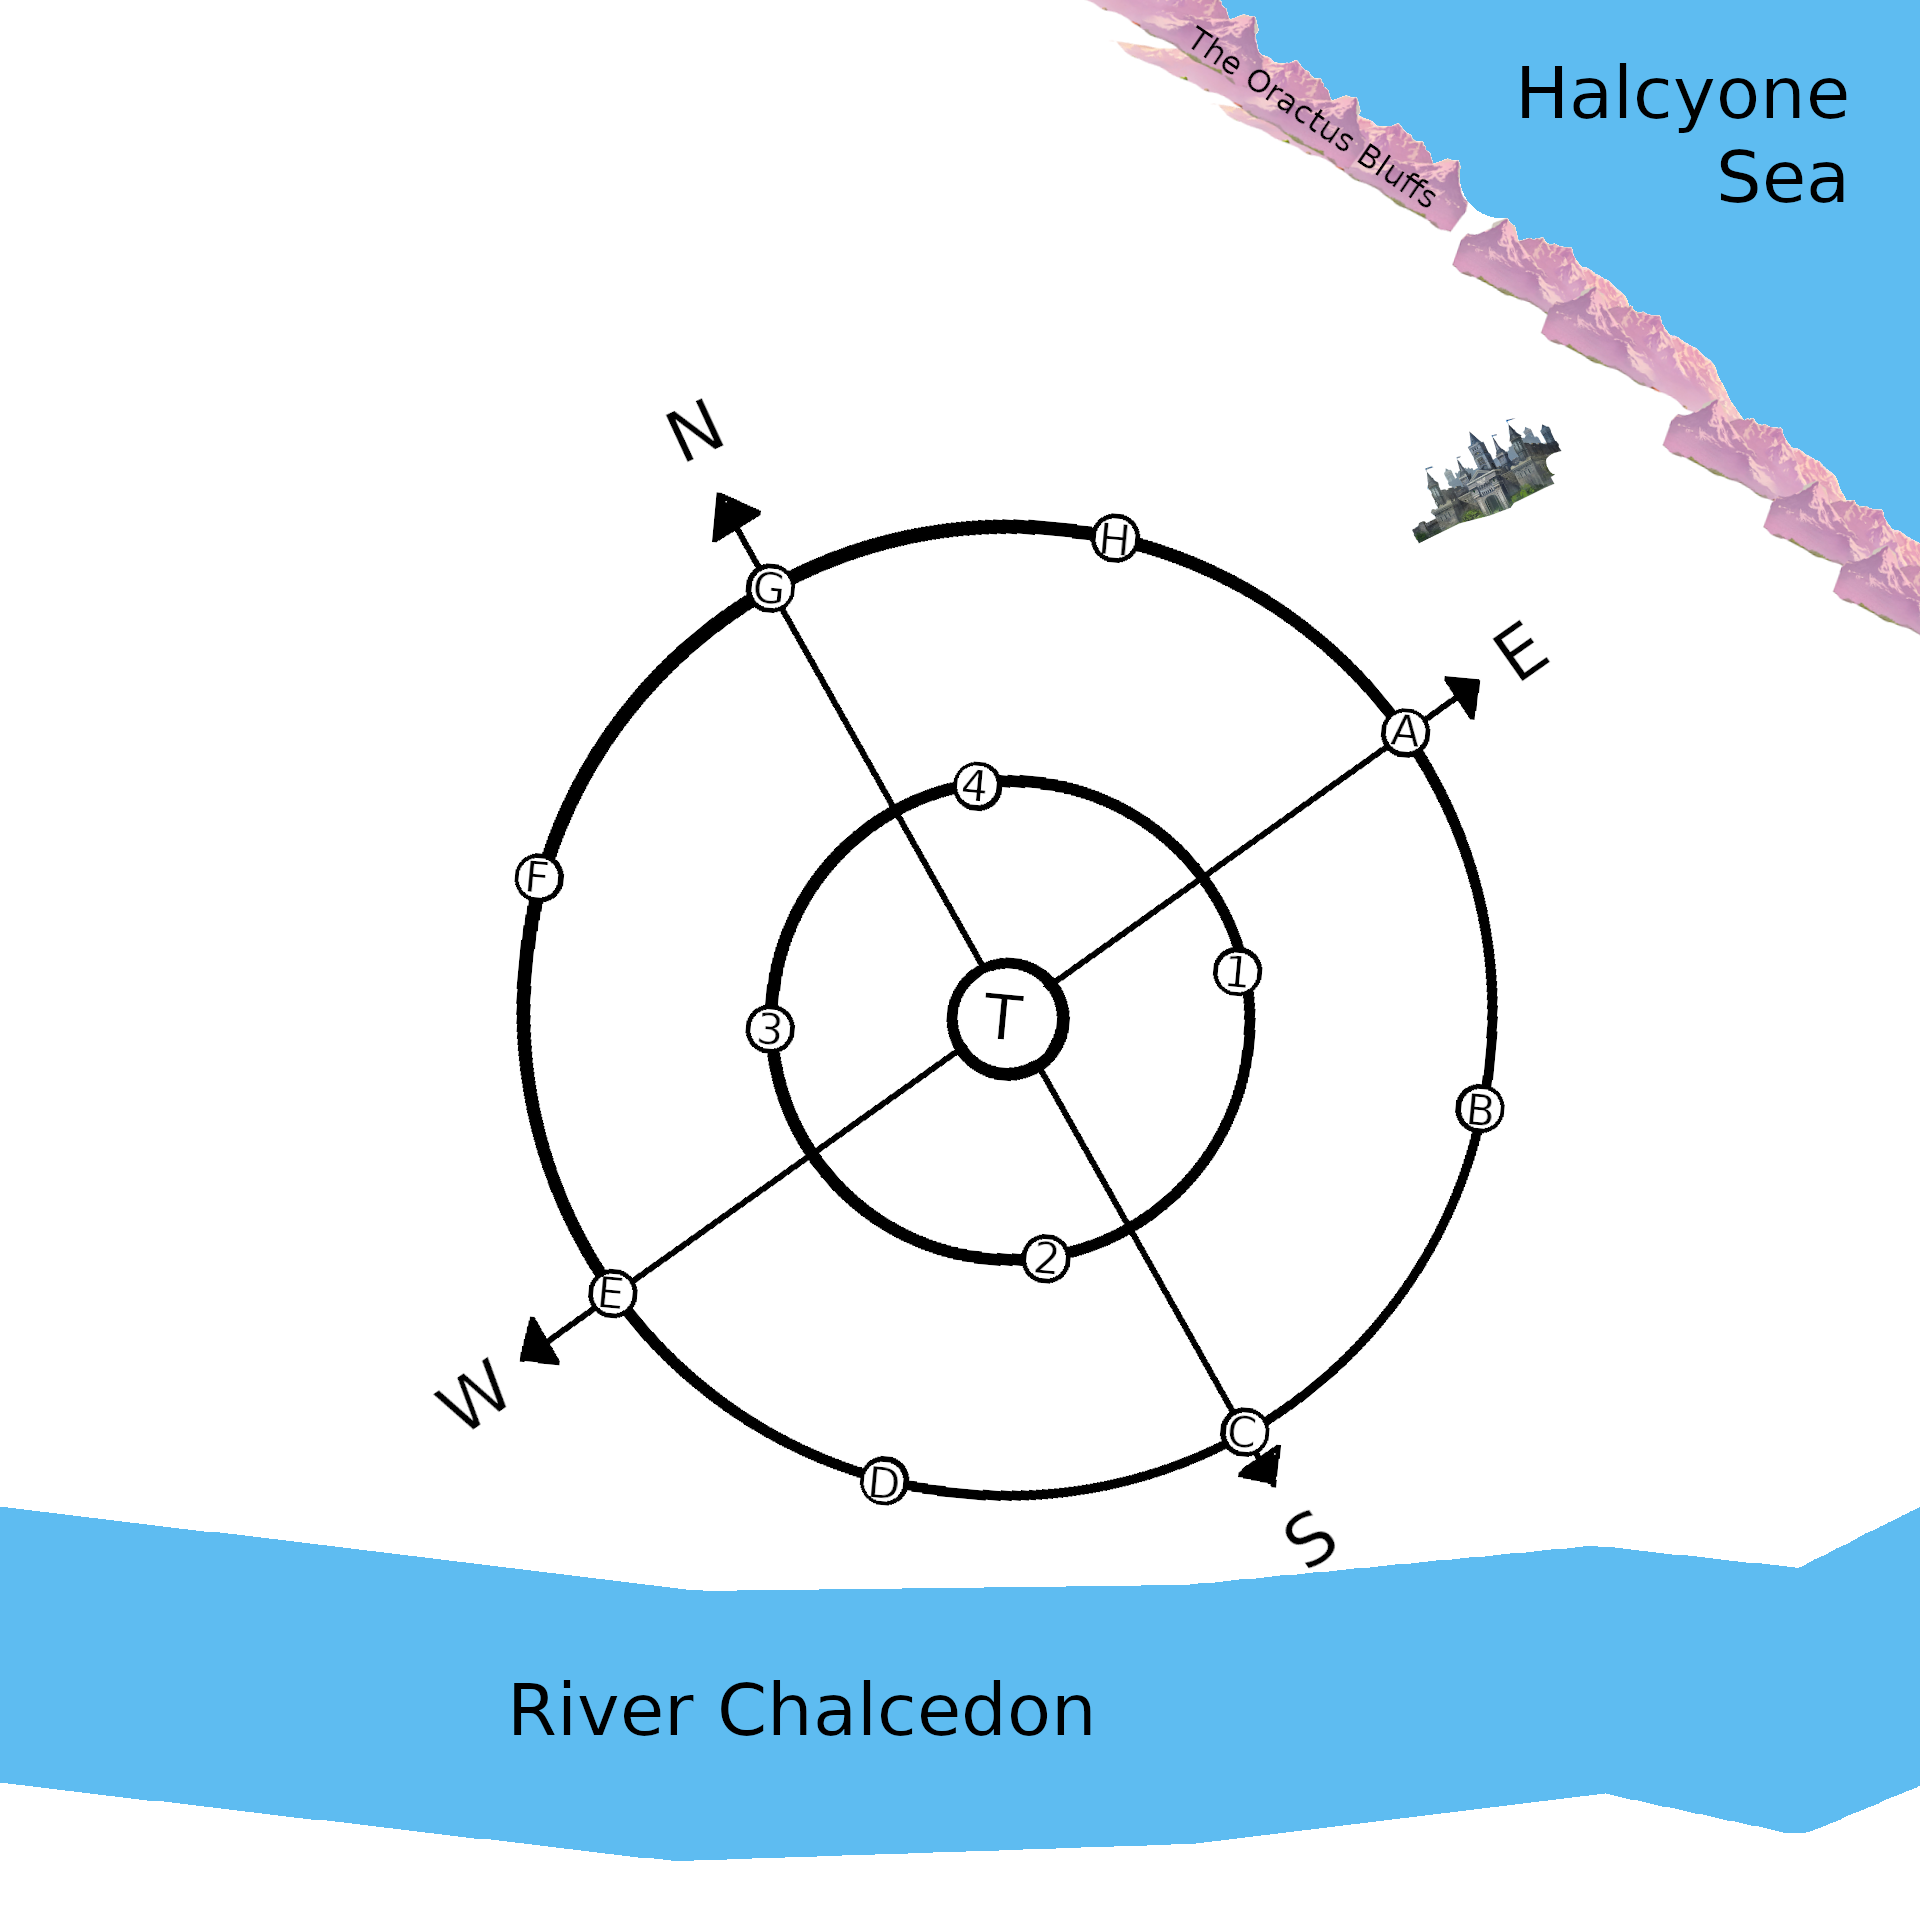 The Oractus Bluffs
Halcyone
Sea
N
H
G
E
A
4
F
1
T
3
B
2
E
W
C
D
S
River Chalcedon